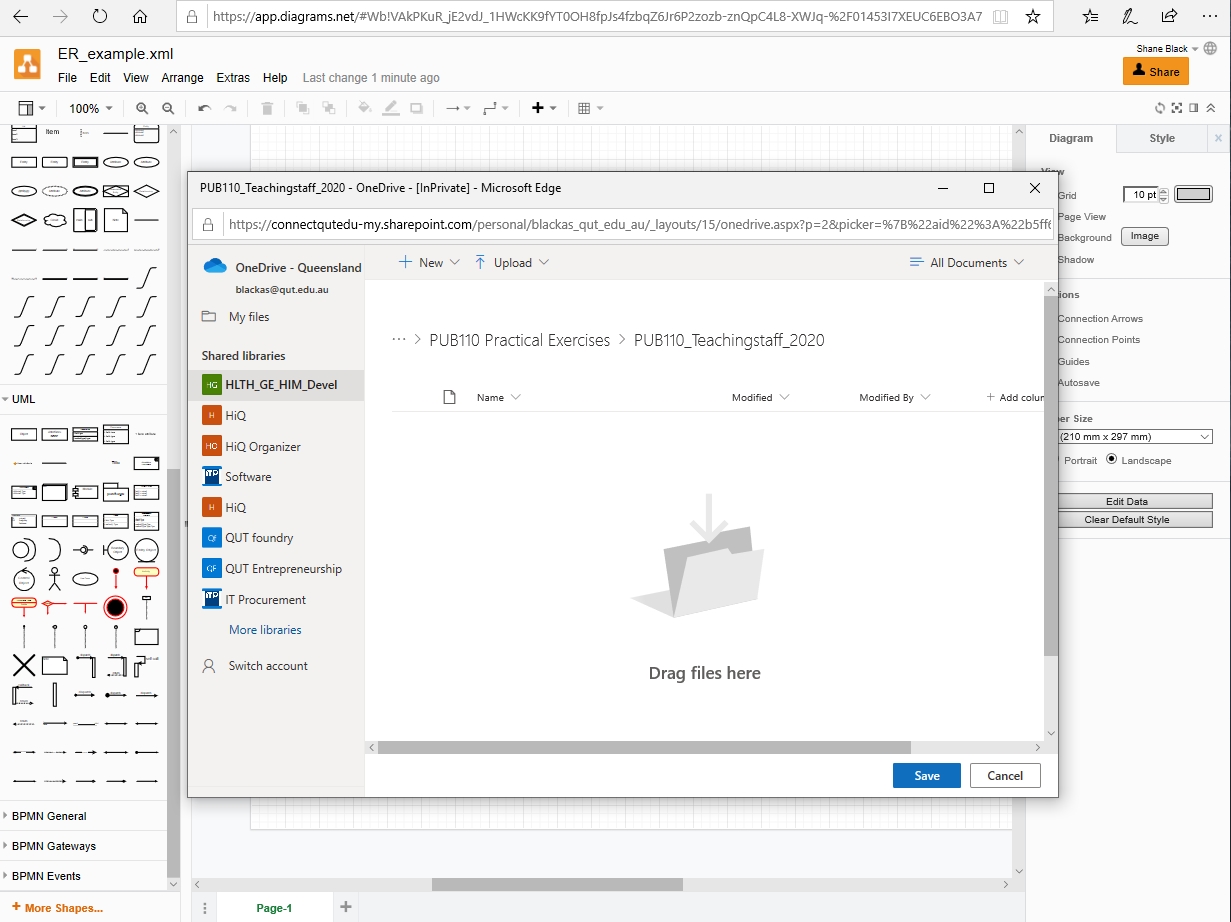 https://app.diagrams.net/#Wb!VAkPKuR_jE2vdJ_1HWcKK9fYT0OH8fpJs4fzbqZ6Jr6P2zozb-znQpC4L8-XWJq-%2F01453I7XEUC6EBO3A7
ER_example.xml
Shane Black
File Edit View Arrange Extras Help Last change 1 minute ago
Share
100%
Item
Diagram Style
View
Grid 10 pt
Page View
Background Image
Shadow
ions
Connection Arrows
Connection Points
Guides
Autosave
per Size
(210 mm x 297 mm)
Portrait Landscape
Edit Data
Clear Default Style
UML
BPMN General
BPMN Gateways
BPMN Events
+ More Shapes...
Page-1
PUB110_Teachingstaff_2020 - OneDrive - [InPrivate] - Microsoft Edge
https://connectqutedu-my.sharepoint.com/personal/blackas_qut_edu_au/_layouts/15/onedrive.aspx?p=2&picker=%7B%22aid%22%3A%22b5ff6
OneDrive - Queensland
blackas@qut.edu.au
My files
Shared libraries
HG HLTH_GE_HIM_Devel
H HiQ
HO HiQ Organizer
ITP Software
H HiQ
Qf QUT foundry
QE QUT Entrepreneurship
ITP IT Procurement
More libraries
Switch account
New Upload All Documents
... > PUB110 Practical Exercises > PUB110_Teachingstaff_2020
Name Modified Modified By + Add colum
Drag files here
Save Cancel